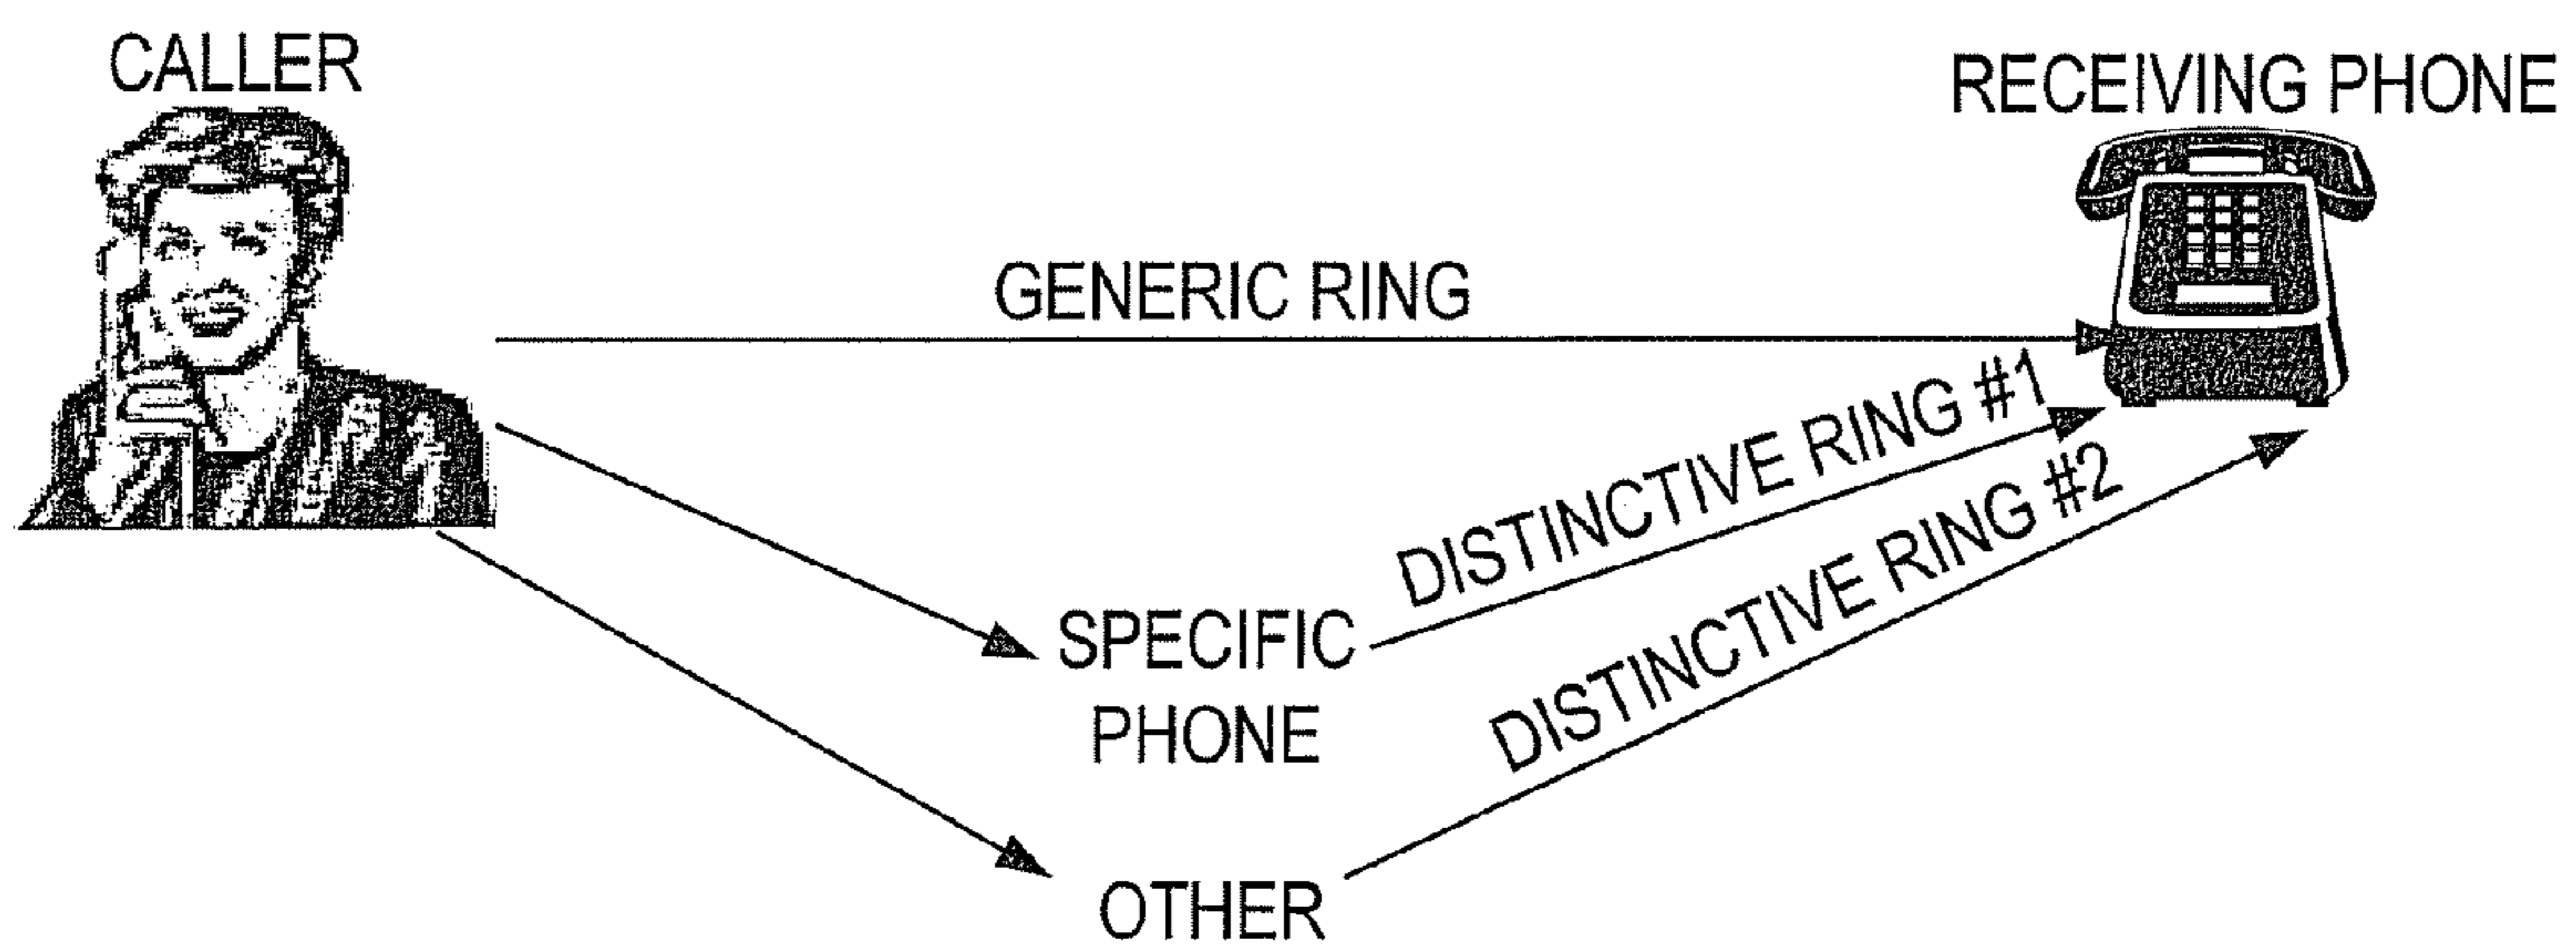 CALLER
RECEIVING PHONE
GENERIC RING
DISTINCTIVE RING #1
DISTINCTIVE RING #2
SPECIFIC
PHONE
OTHER